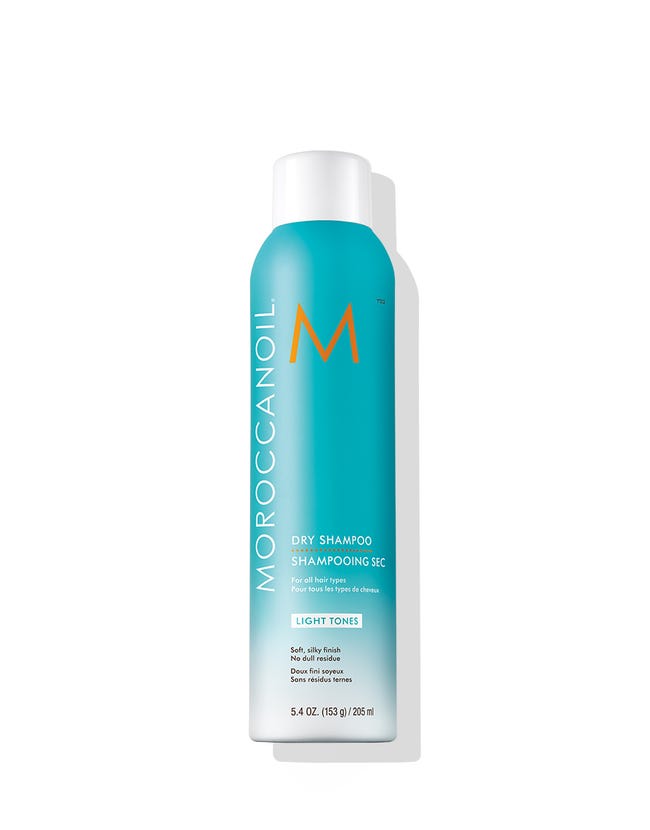 MOROCCANOIL®
M
DRY SHAMPOO
SHAMPOOING SEC
For all hair types
Pour tous les types de cheveux
LIGHT TONES
Soft, silky finish
No dull residue
Doux fini soyeux
Sans résidus ternes
5.4 OZ. (153 g) / 205 ml